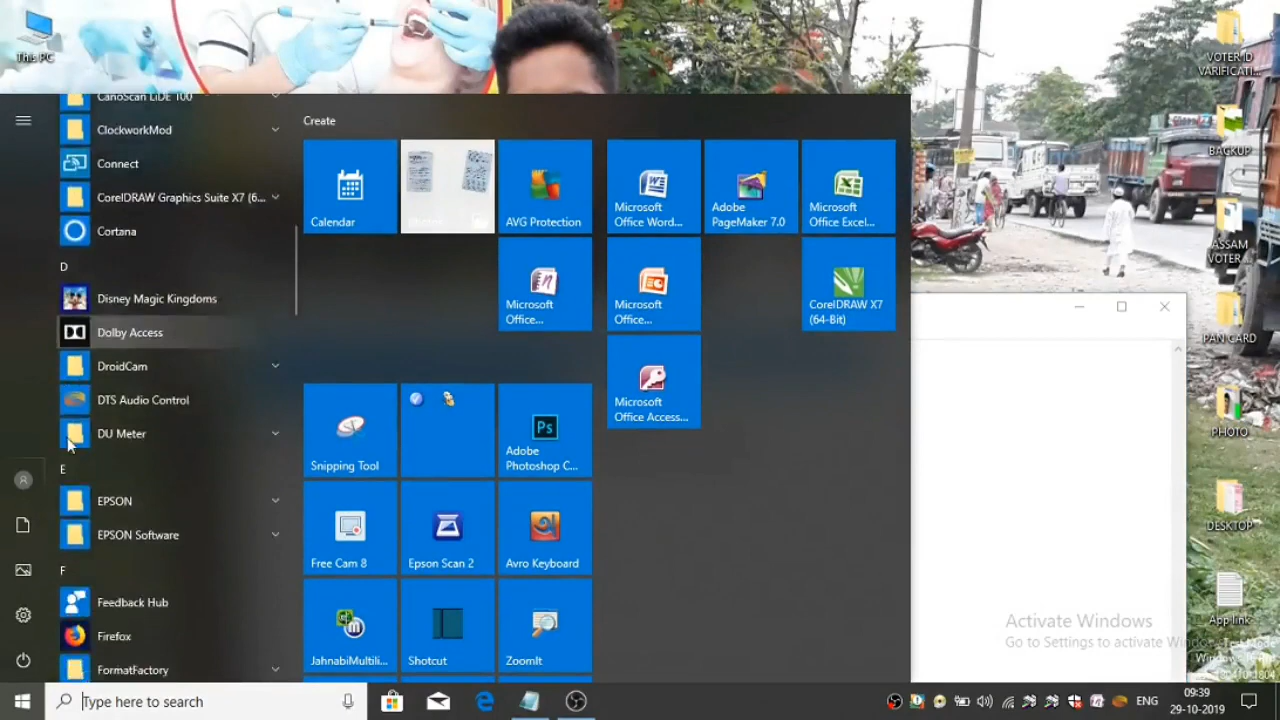 This PC
CanoScan LiDE 100
ClockworkMod
Connect
CorelDRAW Graphics Suite X7 (6...
Cortana
D
Disney Magic Kingdoms
Dolby Access
DroidCam
DTS Audio Control
DU Meter
E
EPSON
EPSON Software
F
Feedback Hub
Firefox
FormatFactory
Create
Calendar
AVG Protection
Microsoft
Office Word...
Adobe
PageMaker 7.0
Microsoft
Office Excel...
Microsoft
Office...
Microsoft
Office...
CorelDRAW X7
(64-Bit)
Microsoft
Office Access...
Snipping Tool
Ps
Adobe
Photoshop C...
Free Cam 8
Epson Scan 2
Avro Keyboard
JahnabiMultili...
Shotcut
ZoomIt
VOTER ID
VARIFICATI...
BACKUP
ASSAM
VOTER
PAN CARD
PHOTO
DESKTOP
App link
Activate Windows
Go to Settings to activate Windows
Type here to search
ENG
09:39
29-10-2019